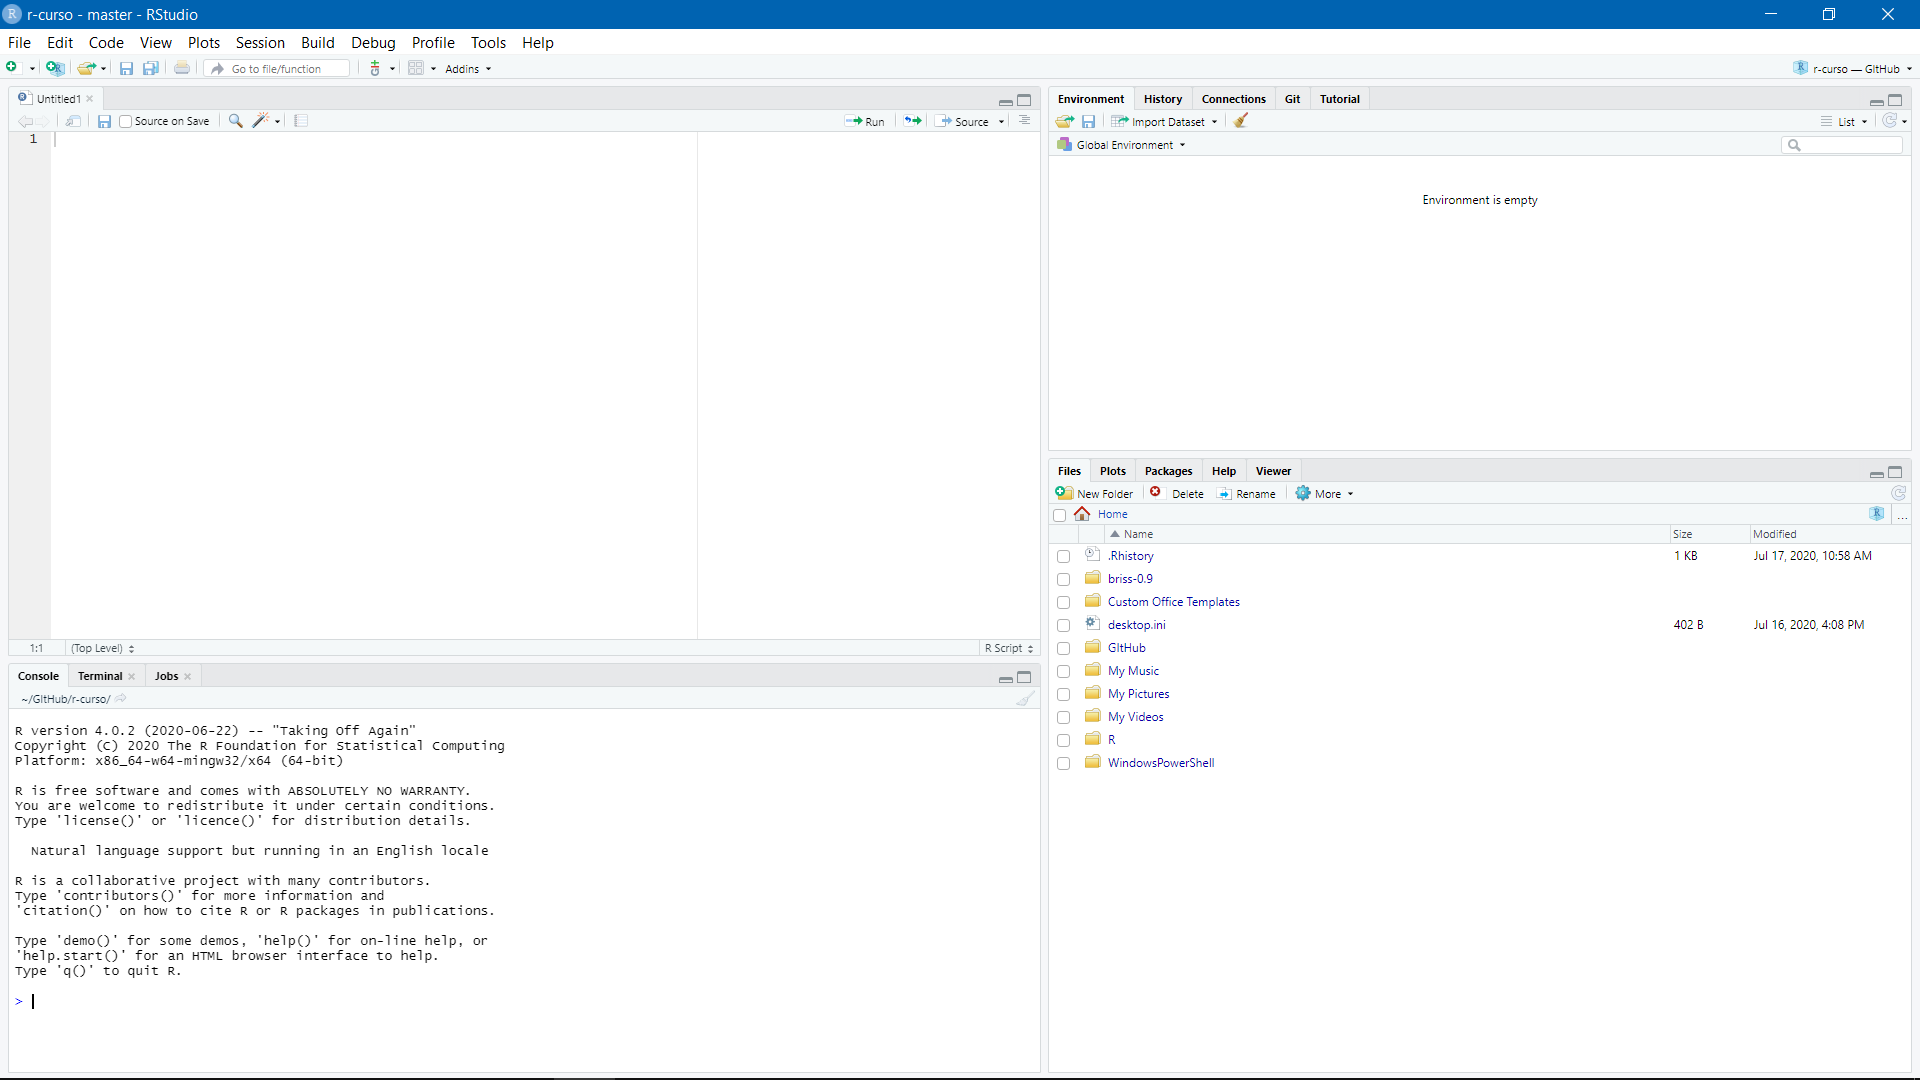 r-curso - master - RStudio
File Edit Code View Plots Session Build Debug Profile Tools Help
Go to file/function Addins r-curso — GItHub
Untitled1
Source on Save Run Source
1
1:1 (Top Level) R Script
Console Terminal Jobs
~/GItHub/r-curso/
R version 4.0.2 (2020-06-22) -- "Taking Off Again"
Copyright (C) 2020 The R Foundation for Statistical Computing
Platform: x86_64-w64-mingw32/x64 (64-bit)
R is free software and comes with ABSOLUTELY NO WARRANTY.
You are welcome to redistribute it under certain conditions.
Type 'license()' or 'licence()' for distribution details.
Natural language support but running in an English locale
R is a collaborative project with many contributors.
Type 'contributors()' for more information and
'citation()' on how to cite R or R packages in publications.
Type 'demo()' for some demos, 'help()' for on-line help, or
'help.start()' for an HTML browser interface to help.
Type 'q()' to quit R.
>
Environment History Connections Git Tutorial
Import Dataset List
Global Environment
Environment is empty
Files Plots Packages Help Viewer
New Folder Delete Rename More
Home ...
Name Size Modified
.Rhistory 1 KB Jul 17, 2020, 10:58 AM
briss-0.9
Custom Office Templates
desktop.ini 402 B Jul 16, 2020, 4:08 PM
GItHub
My Music
My Pictures
My Videos
R
WindowsPowerShell